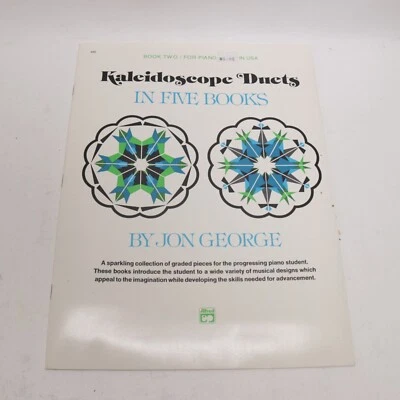 BOOK TWO - FOR PIANO IN USA
Kaleidoscope Duets
IN FIVE BOOKS
BY JON GEORGE
A sparkling collection of graded pieces for the progressing piano student.
These books introduce the student to a wide variety of musical designs which
appeal to the imagination while developing the skills needed for advancement.